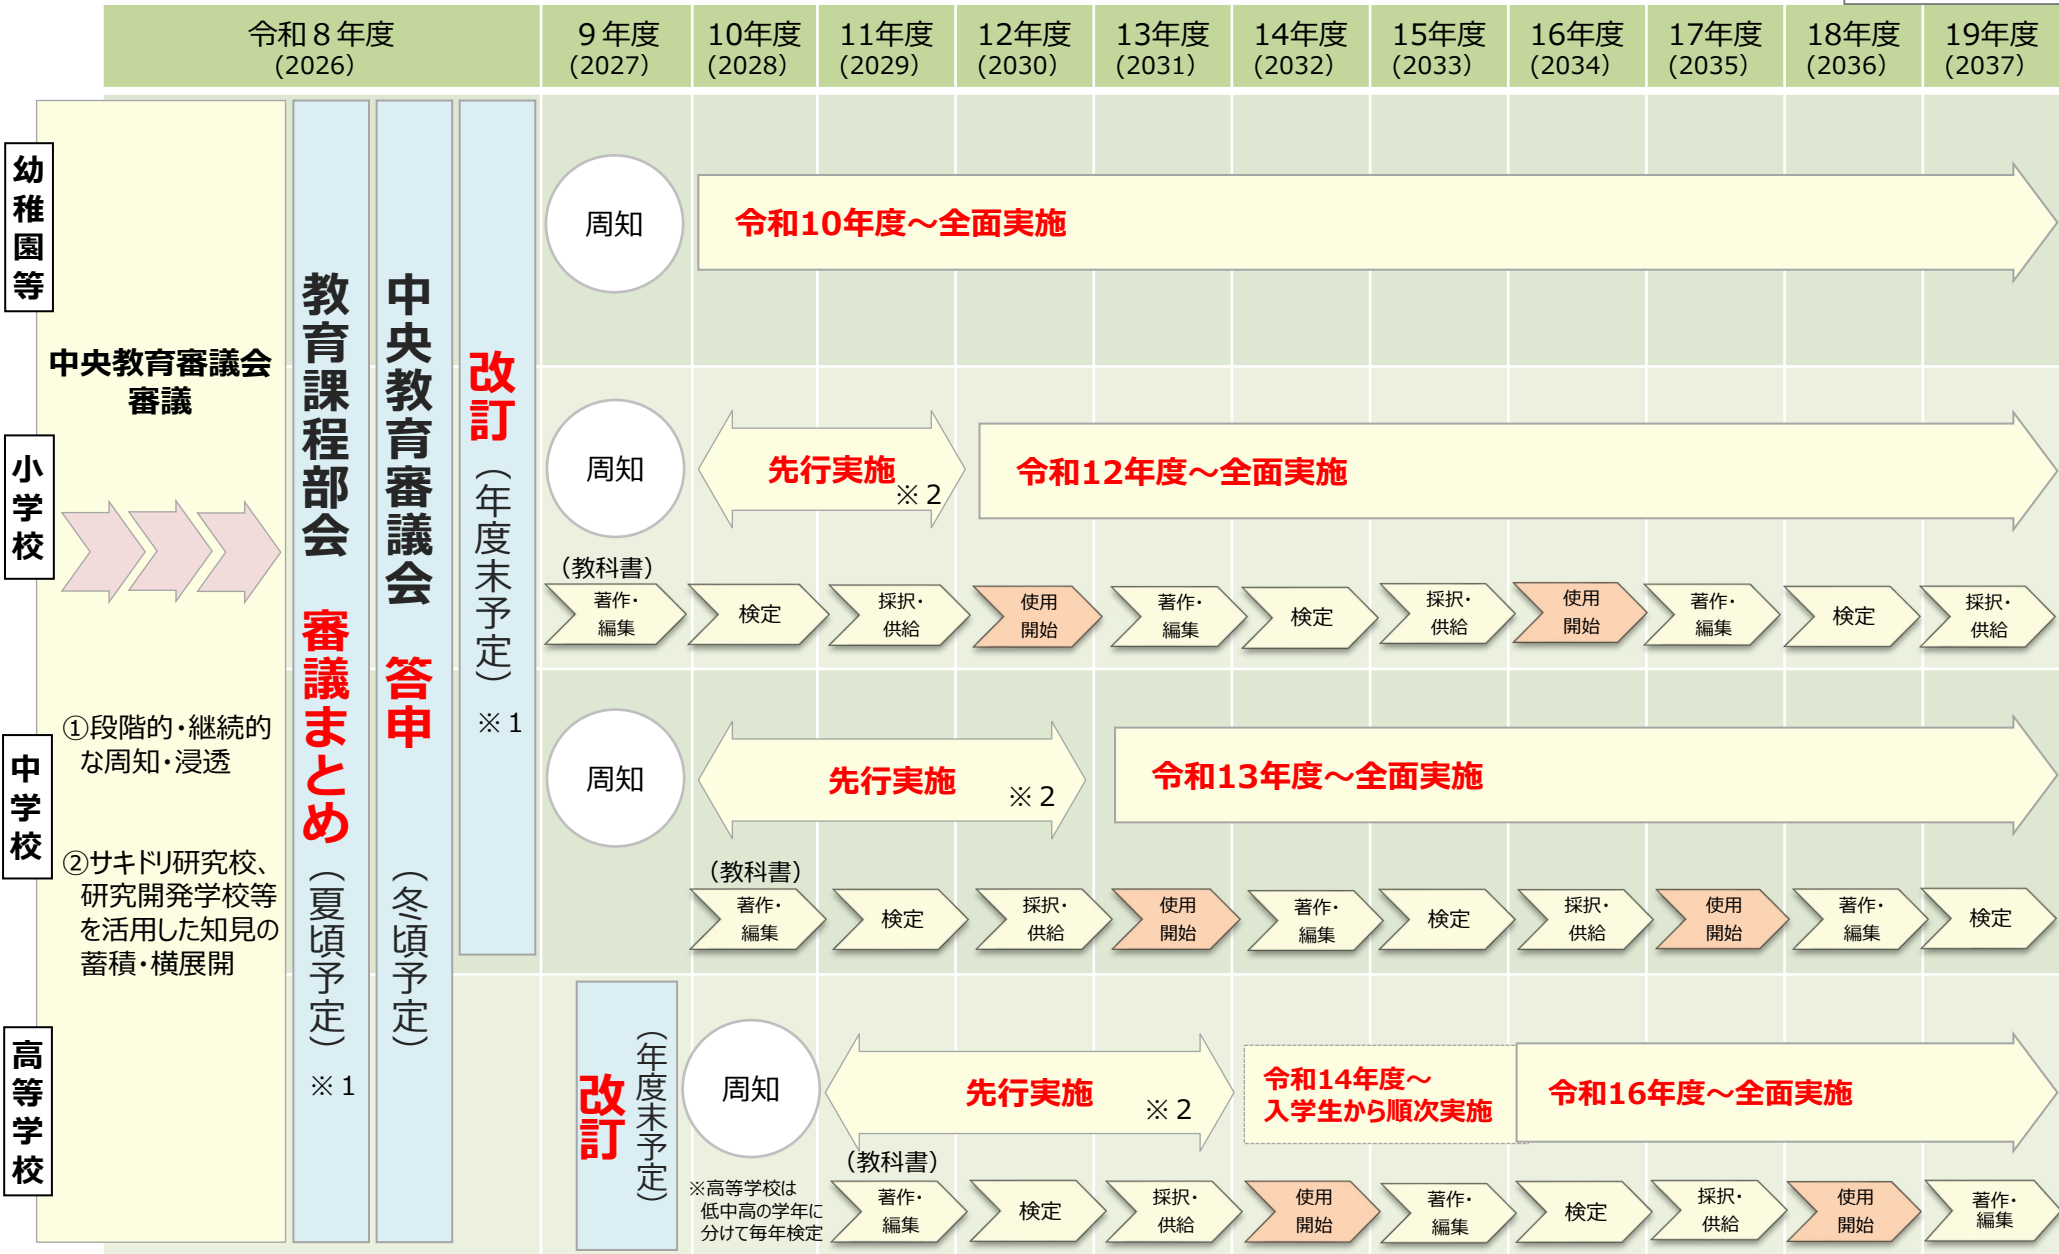 令和８年度
(2026)
９年度
(2027)
10年度
(2028)
11年度
(2029)
12年度
(2030)
13年度
(2031)
14年度
(2032)
15年度
(2033)
16年度
(2034)
17年度
(2035)
18年度
(2036)
19年度
(2037)
幼稚園等
小学校
中学校
高等学校
中央教育審議会
審議
①段階的・継続的
な周知・浸透
②サキドリ研究校、
研究開発学校等
を活用した知見の
蓄積・横展開
教育課程部会　審議まとめ（夏頃予定）※１
中央教育審議会　答申（冬頃予定）
改訂（年度末予定）※１
周知
令和10年度～全面実施
周知
先行実施
※２
令和12年度～全面実施
（教科書）
著作・
編集
検定
採択・
供給
使用
開始
著作・
編集
検定
採択・
供給
使用
開始
著作・
編集
検定
採択・
供給
周知
先行実施
※２
令和13年度～全面実施
（教科書）
著作・
編集
検定
採択・
供給
使用
開始
著作・
編集
検定
採択・
供給
使用
開始
著作・
編集
検定
改訂（年度末予定）
周知
先行実施
※２
令和14年度～
入学生から順次実施
令和16年度～全面実施
※高等学校は
低中高の学年に
分けて毎年検定
（教科書）
著作・
編集
検定
採択・
供給
使用
開始
著作・
編集
検定
採択・
供給
使用
開始
著作・
編集